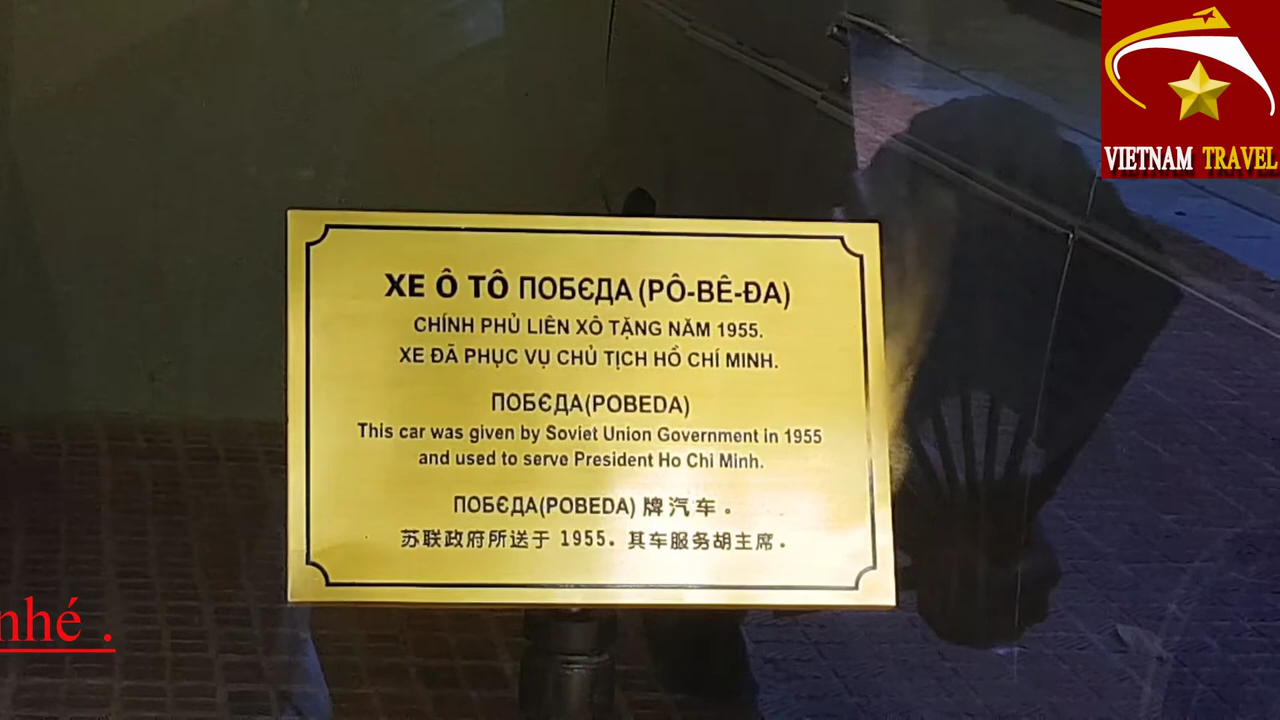 VIETNAM TRAVEL
XE Ô TÔ ПОБЄДА (PÔ-BÊ-ĐA)
CHÍNH PHỦ LIÊN XÔ TẶNG NĂM 1955.
XE ĐÃ PHỤC VỤ CHỦ TỊCH HỒ CHÍ MINH.
ПОБЄДА(POBEDA)
This car was given by Soviet Union Government in 1955
and used to serve President Ho Chi Minh.
ПОБЄДА(POBEDA) 牌汽车。
苏联政府所送于 1955. 其车服务胡主席.
nhé .